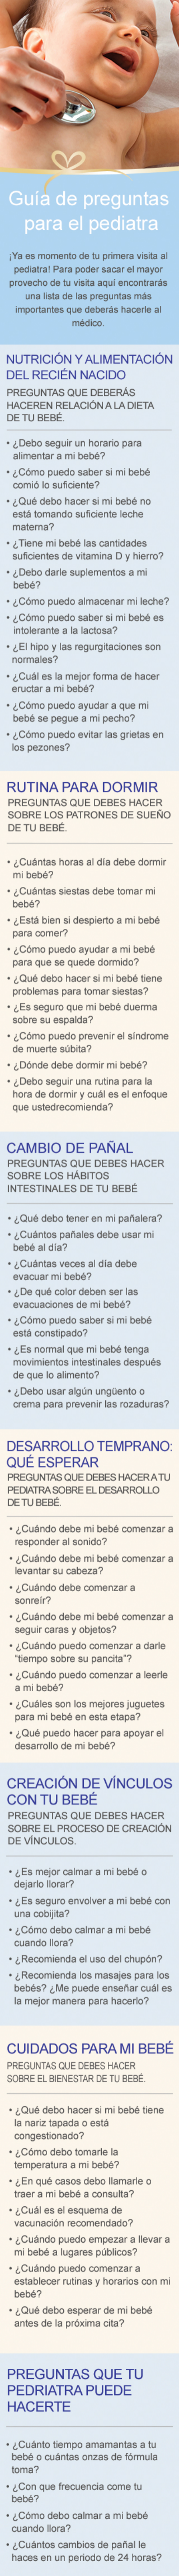 Guía de preguntas
para el pediatra
¡Ya es momento de tu primera visita al
pediatra! Para poder sacar el mayor
provecho de tu visita aquí encontrarás
una lista de las preguntas más
importantes que deberás hacerle al
médico.
NUTRICIÓN Y ALIMENTACIÓN
DEL RECIÉN NACIDO
PREGUNTAS QUE DEBERÁS
HACEREN RELACIÓN A LA DIETA
DE TU BEBÉ.
• ¿Debo seguir un horario para
alimentar a mi bebé?
• ¿Cómo puedo saber si mi bebé
comió lo suficiente?
• ¿Qué debo hacer si mi bebé no
está tomando suficiente leche
materna?
• ¿Tiene mi bebé las cantidades
suficientes de vitamina D y hierro?
• ¿Debo darle suplementos a mi
bebé?
• ¿Cómo puedo almacenar mi leche?
• ¿Cómo puedo saber si mi bebé es
intolerante a la lactosa?
• ¿El hipo y las regurgitaciones son
normales?
• ¿Cuál es la mejor forma de hacer
eructar a mi bebé?
• ¿Cómo puedo ayudar a que mi
bebé se pegue a mi pecho?
• ¿Cómo puedo evitar las grietas en
los pezones?
RUTINA PARA DORMIR
PREGUNTAS QUE DEBES HACER
SOBRE LOS PATRONES DE SUEÑO
DE TU BEBÉ.
• ¿Cuántas horas al día debe dormir
mi bebé?
• ¿Cuántas siestas debe tomar mi
bebé?
• ¿Está bien si despierto a mi bebé
para comer?
• ¿Cómo puedo ayudar a mi bebé
para que se quede dormido?
• ¿Qué debo hacer si mi bebé tiene
problemas para tomar siestas?
• ¿Es seguro que mi bebé duerma
sobre su espalda?
• ¿Cómo puedo prevenir el síndrome
de muerte súbita?
• ¿Dónde debe dormir mi bebé?
• ¿Debo seguir una rutina para la
hora de dormir y cuál es el enfoque
que ustedrecomienda?
CAMBIO DE PAÑAL
PREGUNTAS QUE DEBES HACER
SOBRE LOS HÁBITOS
INTESTINALES DE TU BEBÉ
• ¿Qué debo tener en mi pañalera?
• ¿Cuántos pañales debe usar mi
bebé al día?
• ¿Cuántas veces al día debe
evacuar mi bebé?
• ¿De qué color deben ser las
evacuaciones de mi bebé?
• ¿Cómo puedo saber si mi bebé
está constipado?
• ¿Es normal que mi bebé tenga
movimientos intestinales después
de que lo alimento?
• ¿Debo usar algún ungüento o
crema para prevenir las rozaduras?
DESARROLLO TEMPRANO:
QUÉ ESPERAR
PREGUNTAS QUE DEBES HACER A TU
PEDIATRA SOBRE EL DESARROLLO
DE TU BEBÉ.
• ¿Cuándo debe mi bebé comenzar a
responder al sonido?
• ¿Cuándo debe mi bebé comenzar a
levantar su cabeza?
• ¿Cuándo debe comenzar a
sonreír?
• ¿Cuándo debe mi bebé comenzar a
seguir caras y objetos?
• ¿Cuándo puedo comenzar a darle
"tiempo sobre su pancita"?
• ¿Cuándo puedo comenzar a leerle
a mi bebé?
• ¿Cuáles son los mejores juguetes
para mi bebé en esta etapa?
• ¿Qué puedo hacer para apoyar el
desarrollo de mi bebé?
CREACIÓN DE VÍNCULOS
CON TU BEBÉ
PREGUNTAS QUE DEBES HACER
SOBRE EL PROCESO DE CREACIÓN
DE VÍNCULOS.
• ¿Es mejor calmar a mi bebé o
dejarlo llorar?
• ¿Es seguro envolver a mi bebé con
una cobijita?
• ¿Cómo debo calmar a mi bebé
cuando llora?
• ¿Recomienda el uso del chupón?
• ¿Recomienda los masajes para los
bebés? ¿Me puede enseñar cuál es
la mejor manera para hacerlo?
CUIDADOS PARA MI BEBÉ
PREGUNTAS QUE DEBES HACER
SOBRE EL BIENESTAR DE TU BEBÉ.
• ¿Qué debo hacer si mi bebé tiene
la nariz tapada o está
congestionado?
• ¿Cómo debo tomarle la
temperatura a mi bebé?
• ¿En qué casos debo llamarle o
traer a mi bebé a consulta?
• ¿Cuál es el esquema de
vacunación recomendado?
• ¿Cuándo puedo empezar a llevar a
mi bebé a lugares públicos?
• ¿Cuándo puedo comenzar a
establecer rutinas y horarios con mi
bebé?
• ¿Qué debo esperar de mi bebé
antes de la próxima cita?
PREGUNTAS QUE TU
PEDRIATRA PUEDE
HACERTE
• ¿Cuánto tiempo amamantas a tu
bebé o cuántas onzas de fórmula
toma?
• ¿Con que frecuencia come tu
bebé?
• ¿Cómo debo calmar a mi bebé
cuando llora?
• ¿Cuántos cambios de pañal le
haces en un periodo de 24 horas?